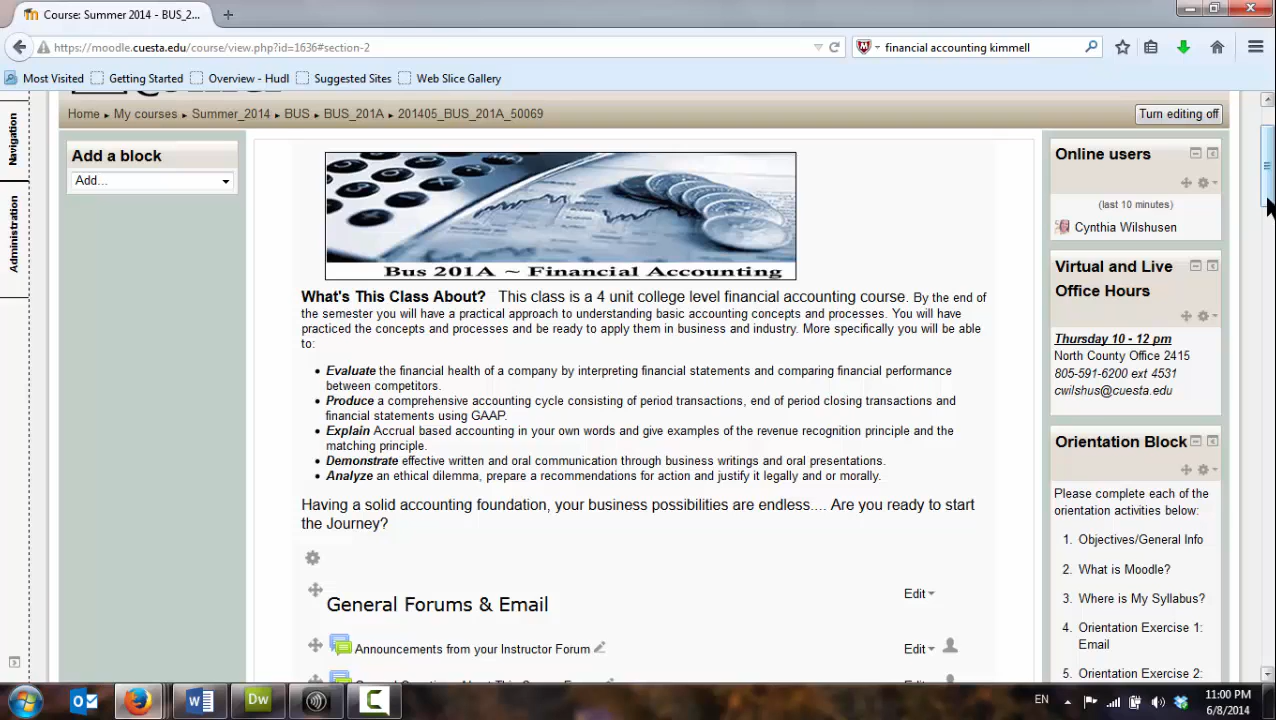 Course: Summer 2014 - BUS_2...
https://moodle.cuesta.edu/course/view.php?id=1636#section-2
financial accounting kimmell
Most Visited
Getting Started
Overview - Hudl
Suggested Sites
Web Slice Gallery
Home ▸ My courses ▸ Summer_2014 ▸ BUS ▸ BUS_201A ▸ 201405_BUS_201A_50069
Turn editing off
Navigation
Administration
Add a block
Add...
Bus 201A ~ Financial Accounting
What's This Class About? This class is a 4 unit college level financial accounting course. By the end of
the semester you will have a practical approach to understanding basic accounting concepts and processes. You will have
practiced the concepts and processes and be ready to apply them in business and industry. More specifically you will be able
to:
• Evaluate the financial health of a company by interpreting financial statements and comparing financial performance
between competitors.
• Produce a comprehensive accounting cycle consisting of period transactions, end of period closing transactions and
financial statements using GAAP.
• Explain Accrual based accounting in your own words and give examples of the revenue recognition principle and the
matching principle.
• Demonstrate effective written and oral communication through business writings and oral presentations.
• Analyze an ethical dilemma, prepare a recommendations for action and justify it legally and or morally.
Having a solid accounting foundation, your business possibilities are endless.... Are you ready to start
the Journey?
General Forums & Email
Edit
Announcements from your Instructor Forum
Edit
Online users
(last 10 minutes)
Cynthia Wilshusen
Virtual and Live
Office Hours
Thursday 10 - 12 pm
North County Office 2415
805-591-6200 ext 4531
cwilshus@cuesta.edu
Orientation Block
Please complete each of the
orientation activities below:
1. Objectives/General Info
2. What is Moodle?
3. Where is My Syllabus?
4. Orientation Exercise 1:
Email
5. Orientation Exercise 2:
Dw
EN
11:00 PM
6/8/2014